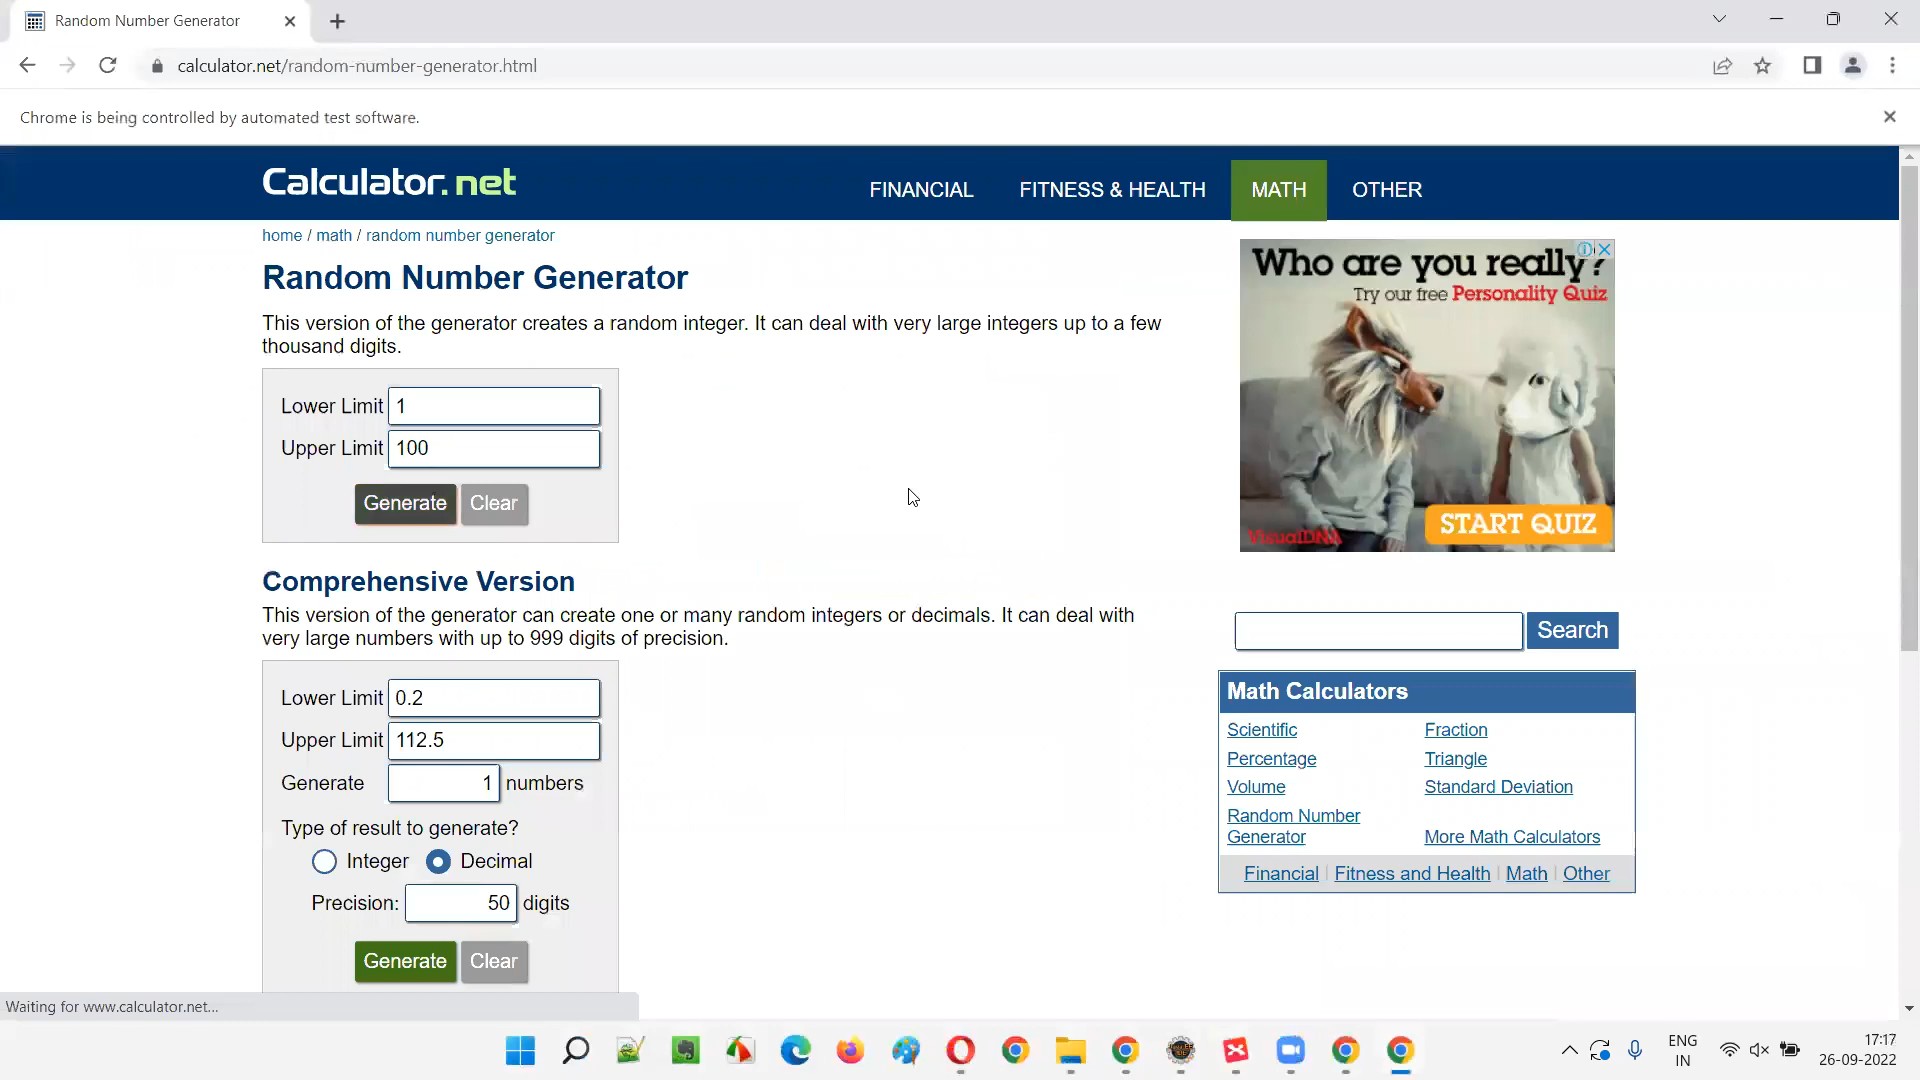 Random Number Generator
calculator.net/random-number-generator.html
Chrome is being controlled by automated test software.
Calculator.net
FINANCIAL
FITNESS & HEALTH
MATH
OTHER
home / math / random number generator
Random Number Generator
This version of the generator creates a random integer. It can deal with very large integers up to a few
thousand digits.
Lower Limit 1
Upper Limit 100
Generate
Clear
Comprehensive Version
This version of the generator can create one or many random integers or decimals. It can deal with
very large numbers with up to 999 digits of precision.
Lower Limit 0.2
Upper Limit 112.5
Generate 1 numbers
Type of result to generate?
Integer Decimal
Precision: 50 digits
Generate
Clear
Who are you really?
Try our free Personality Quiz
START QUIZ
VisualDNA
Search
Math Calculators
Scientific
Fraction
Percentage
Triangle
Volume
Standard Deviation
Random Number
Generator
More Math Calculators
Financial | Fitness and Health | Math | Other
Waiting for www.calculator.net...
ENG
IN
17:17
26-09-2022